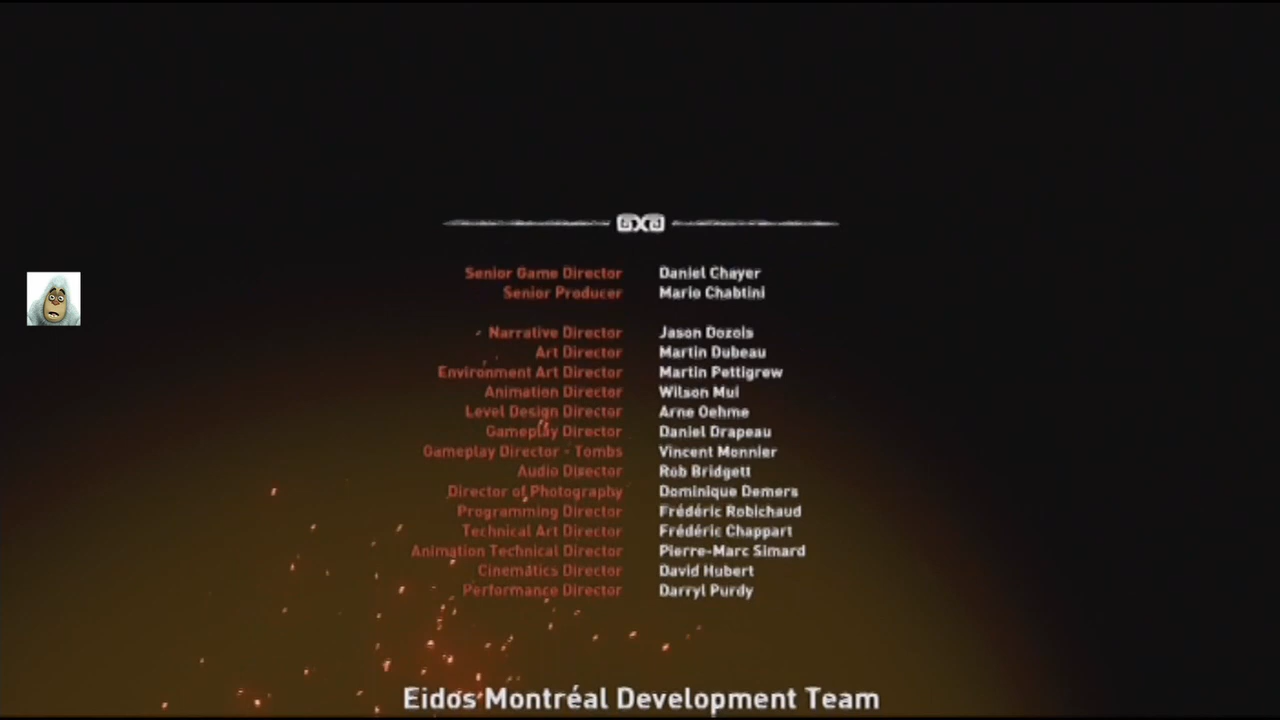 Senior Game Director Daniel Chayer
Senior Producer Mario Chabtini
Narrative Director Jason Dozois
Art Director Martin Dubeau
Environment Art Director Martin Pettigrew
Animation Director Wilson Mui
Level Design Director Arne Oehme
Gameplay Director Daniel Drapeau
Gameplay Director - Tombs Vincent Monnier
Audio Director Rob Bridgett
Director of Photography Dominique Demers
Programming Director Frédéric Robichaud
Technical Art Director Frédéric Chappart
Animation Technical Director Pierre-Marc Simard
Cinematics Director David Hubert
Performance Director Darryl Purdy
Eidos Montréal Development Team